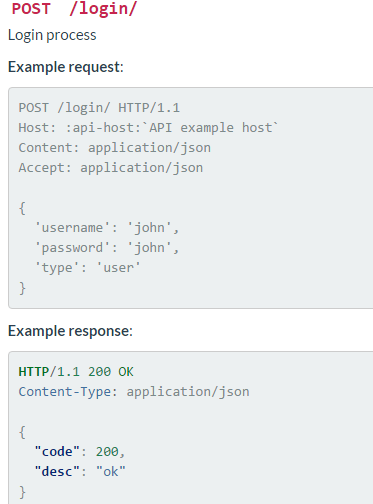 POST /login/
Login process
Example request:
POST /login/ HTTP/1.1
Host: :api-host:`API example host`
Content: application/json
Accept: application/json
{
'username': 'john',
'password': 'john',
'type': 'user'
}
Example response:
HTTP/1.1 200 OK
Content-Type: application/json
{
"code": 200,
"desc": "ok"
}